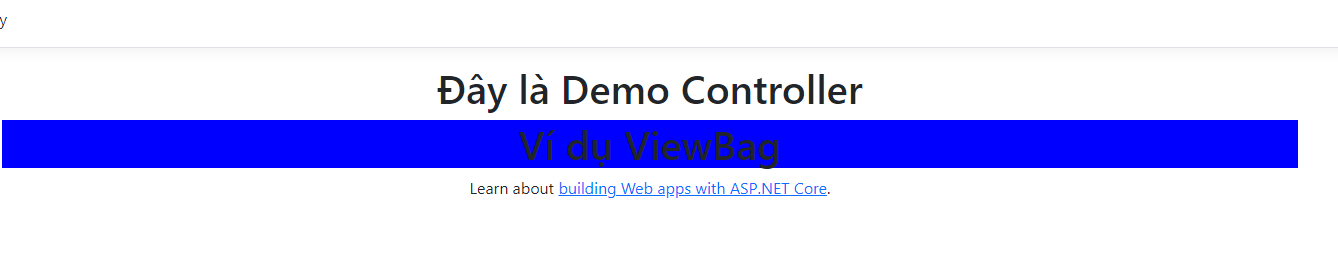 y
Đây là Demo Controller
Ví dụ ViewBag
Learn about building Web apps with ASP.NET Core.